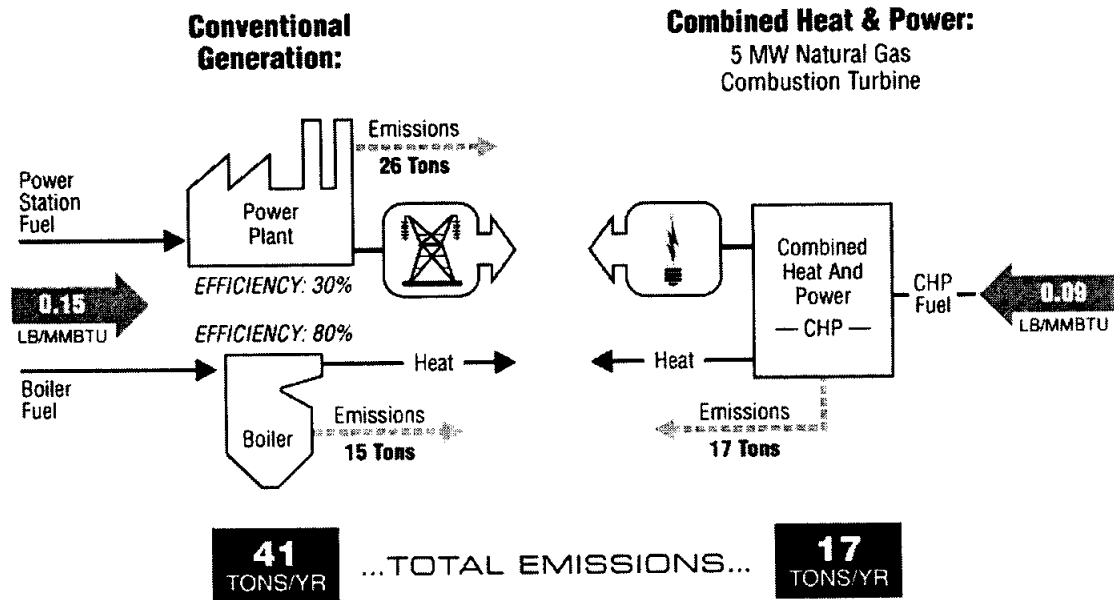 Conventional
Generation:
Combined Heat & Power:
5 MW Natural Gas
Combustion Turbine
Emissions
26 Tons
Power
Station
Fuel
Power
Plant
EFFICIENCY: 30%
0.15
LB/MMBTU
EFFICIENCY: 80%
Boiler
Fuel
Heat
Boiler
Emissions
15 Tons
Combined
Heat And
Power
— CHP —
CHP
Fuel
0.09
LB/MMBTU
Heat
Emissions
17 Tons
41
TONS/YR
...TOTAL EMISSIONS...
17
TONS/YR